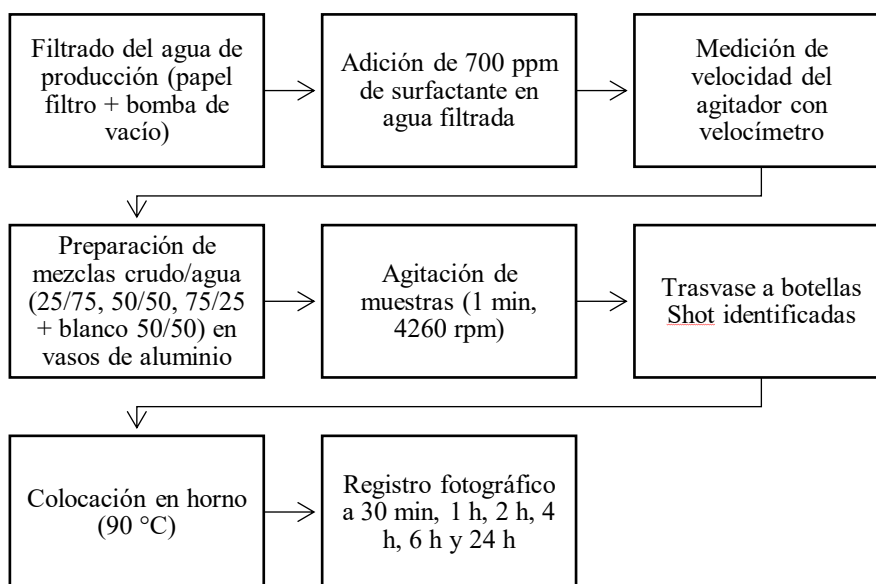 Filtrado del agua de
producción (papel
filtro + bomba de
vacío)
Adición de 700 ppm
de surfactante en
agua filtrada
Medición de
velocidad del
agitador con
velocímetro
Preparación de
mezclas crudo/agua
(25/75, 50/50, 75/25
+ blanco 50/50) en
vasos de aluminio
Agitación de
muestras (1 min,
4260 rpm)
Trasvase a botellas
Shot identificadas
Colocación en horno
(90 °C)
Registro fotográfico
a 30 min, 1 h, 2 h, 4
h, 6 h y 24 h